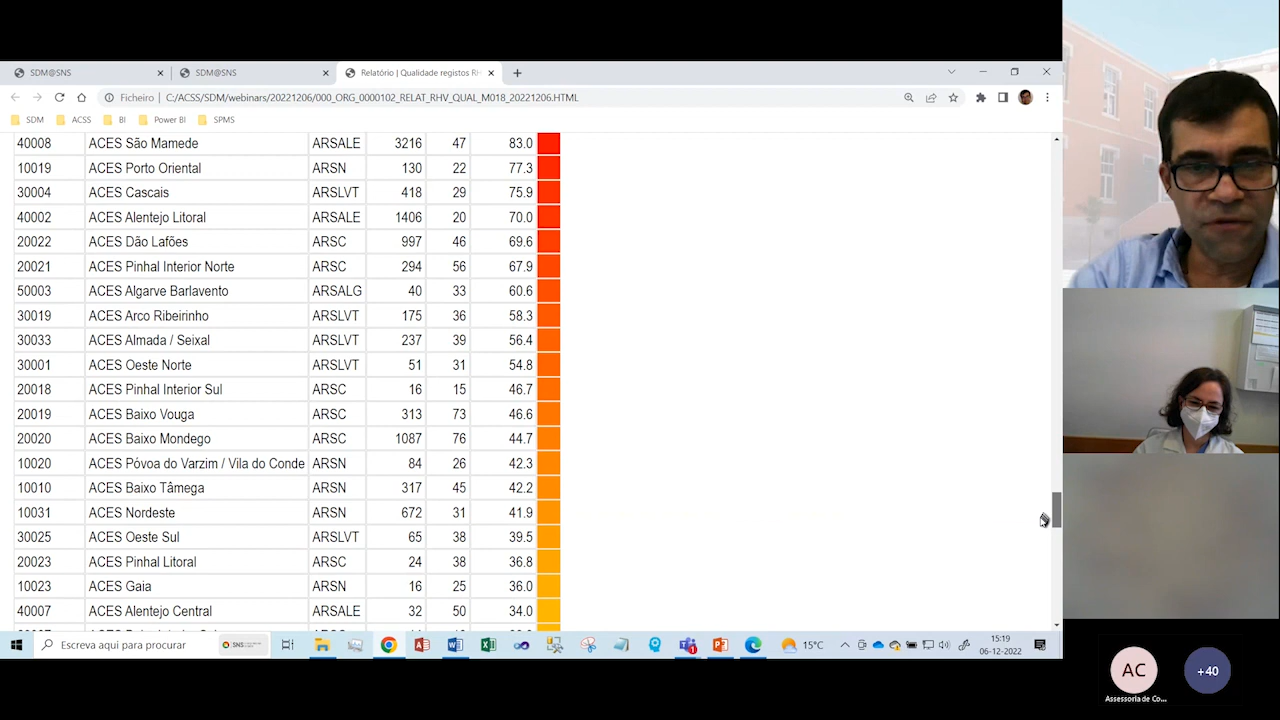 SDM@SNS
SDM@SNS
Relatório | Qualidade registos RH
Ficheiro | C:/ACSS/SDM/webinars/20221206/000_ORG_0000102_RELAT_RHV_QUAL_M018_20221206.HTML
SDM ACSS BI Power BI SPMS
40008 ACES São Mamede ARSALE 3216 47 83.0
10019 ACES Porto Oriental ARSN 130 22 77.3
30004 ACES Cascais ARSLVT 418 29 75.9
40002 ACES Alentejo Litoral ARSALE 1406 20 70.0
20022 ACES Dão Lafões ARSC 997 46 69.6
20021 ACES Pinhal Interior Norte ARSC 294 56 67.9
50003 ACES Algarve Barlavento ARSALG 40 33 60.6
30019 ACES Arco Ribeirinho ARSLVT 175 36 58.3
30033 ACES Almada / Seixal ARSLVT 237 39 56.4
30001 ACES Oeste Norte ARSLVT 51 31 54.8
20018 ACES Pinhal Interior Sul ARSC 16 15 46.7
20019 ACES Baixo Vouga ARSC 313 73 46.6
20020 ACES Baixo Mondego ARSC 1087 76 44.7
10020 ACES Póvoa do Varzim / Vila do Conde ARSN 84 26 42.3
10010 ACES Baixo Tâmega ARSN 317 45 42.2
10031 ACES Nordeste ARSN 672 31 41.9
30025 ACES Oeste Sul ARSLVT 65 38 39.5
20023 ACES Pinhal Litoral ARSC 24 38 36.8
10023 ACES Gaia ARSN 16 25 36.0
40007 ACES Alentejo Central ARSALE 32 50 34.0
Escreva aqui para procurar
SNS
15°C
15:19
06-12-2022
AC
+40
Assessoria de Co...